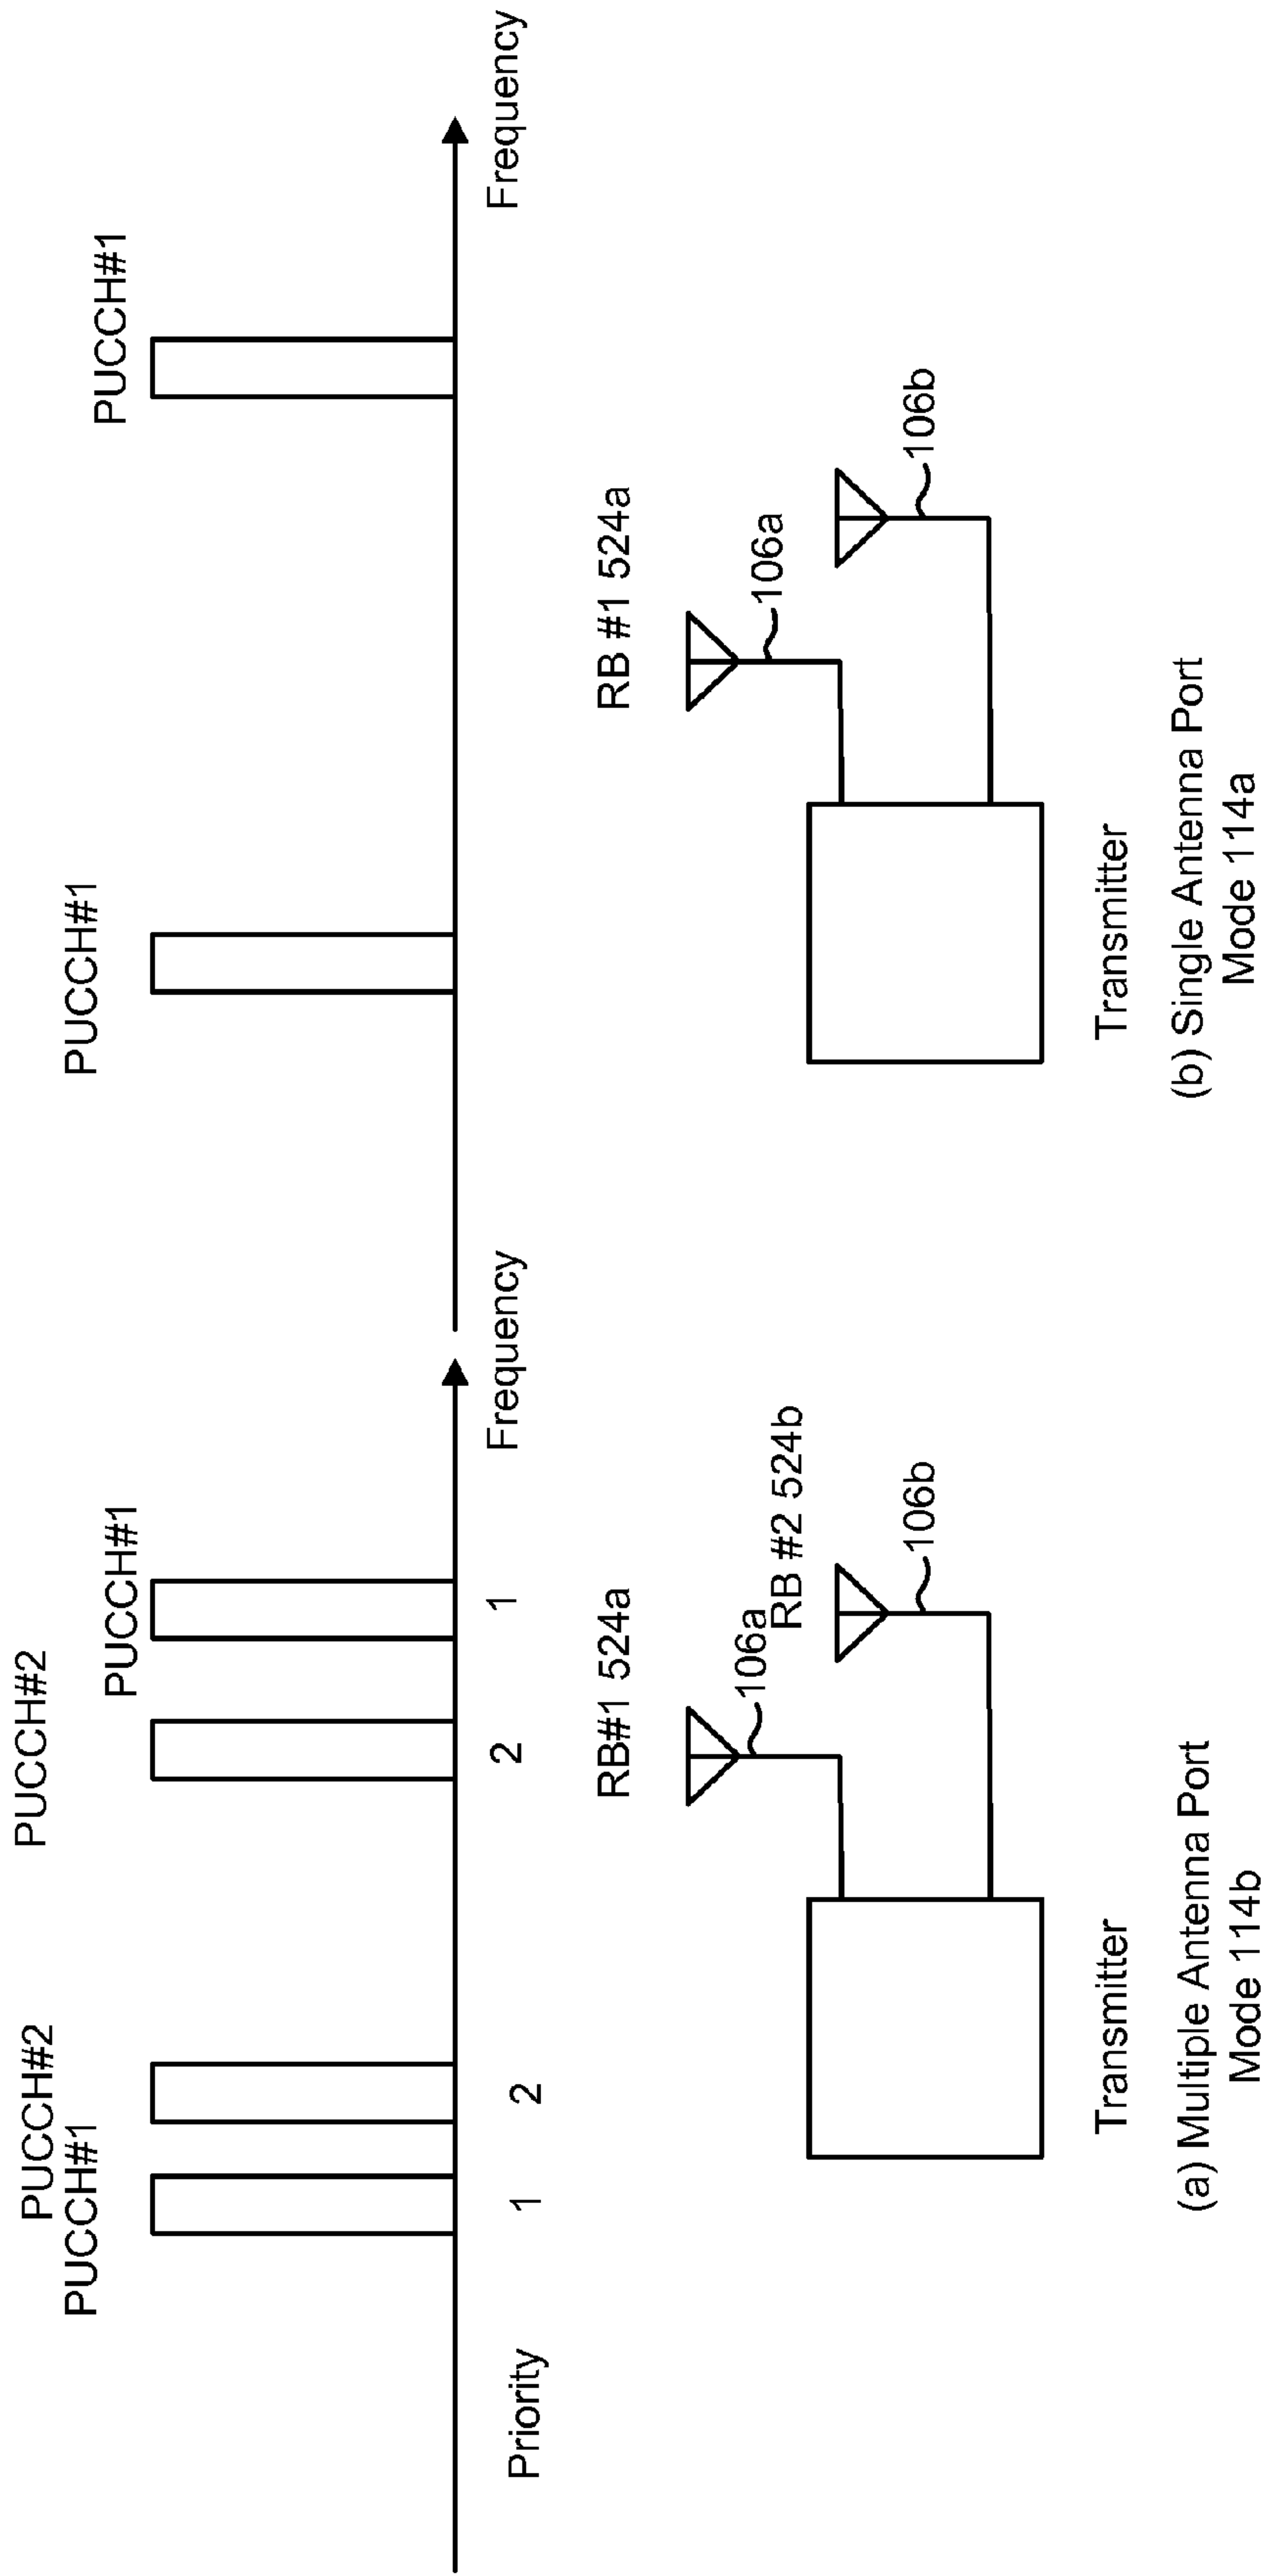 PUCCH#2
PUCCH#1
PUCCH#2
PUCCH#1
Frequency
Priority
1
2
2
1
RB#1 524a
106a
RB #2 524b
106b
Transmitter
(a) Multiple Antenna Port
Mode 114b
PUCCH#1
PUCCH#1
Frequency
RB #1 524a
106a
106b
Transmitter
(b) Single Antenna Port
Mode 114a